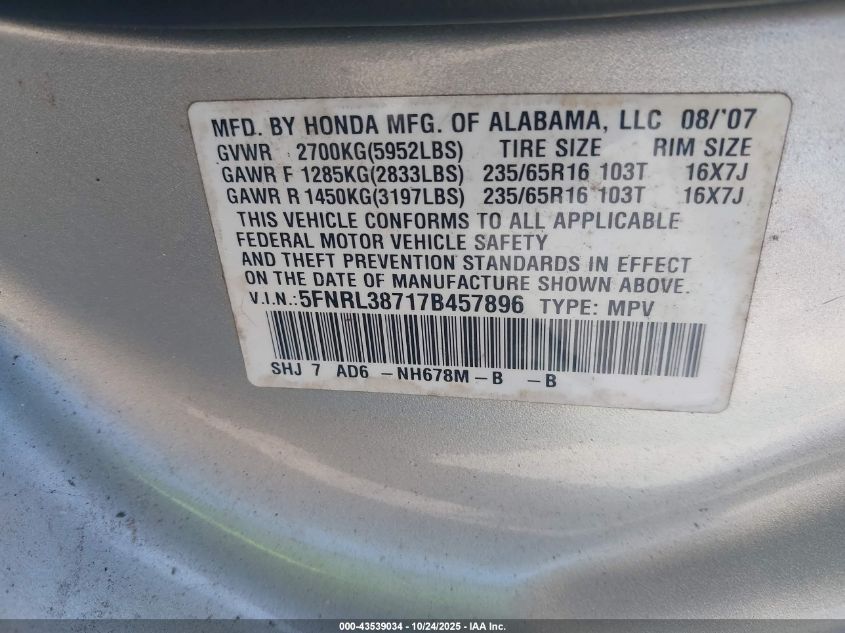 MFD. BY HONDA MFG. OF ALABAMA, LLC 08/'07
GVWR 2700KG(5952LBS) TIRE SIZE RIM SIZE
GAWR F 1285KG(2833LBS) 235/65R16 103T 16X7J
GAWR R 1450KG(3197LBS) 235/65R16 103T 16X7J
THIS VEHICLE CONFORMS TO ALL APPLICABLE
FEDERAL MOTOR VEHICLE SAFETY
AND THEFT PREVENTION STANDARDS IN EFFECT
ON THE DATE OF MANUFACTURE SHOWN ABOVE.
V.I.N.:5FNRL38717B457896 TYPE: MPV
SHJ 7 AD6 -NH678M-B -B
000-43539034 - 10/24/2025 - IAA Inc.